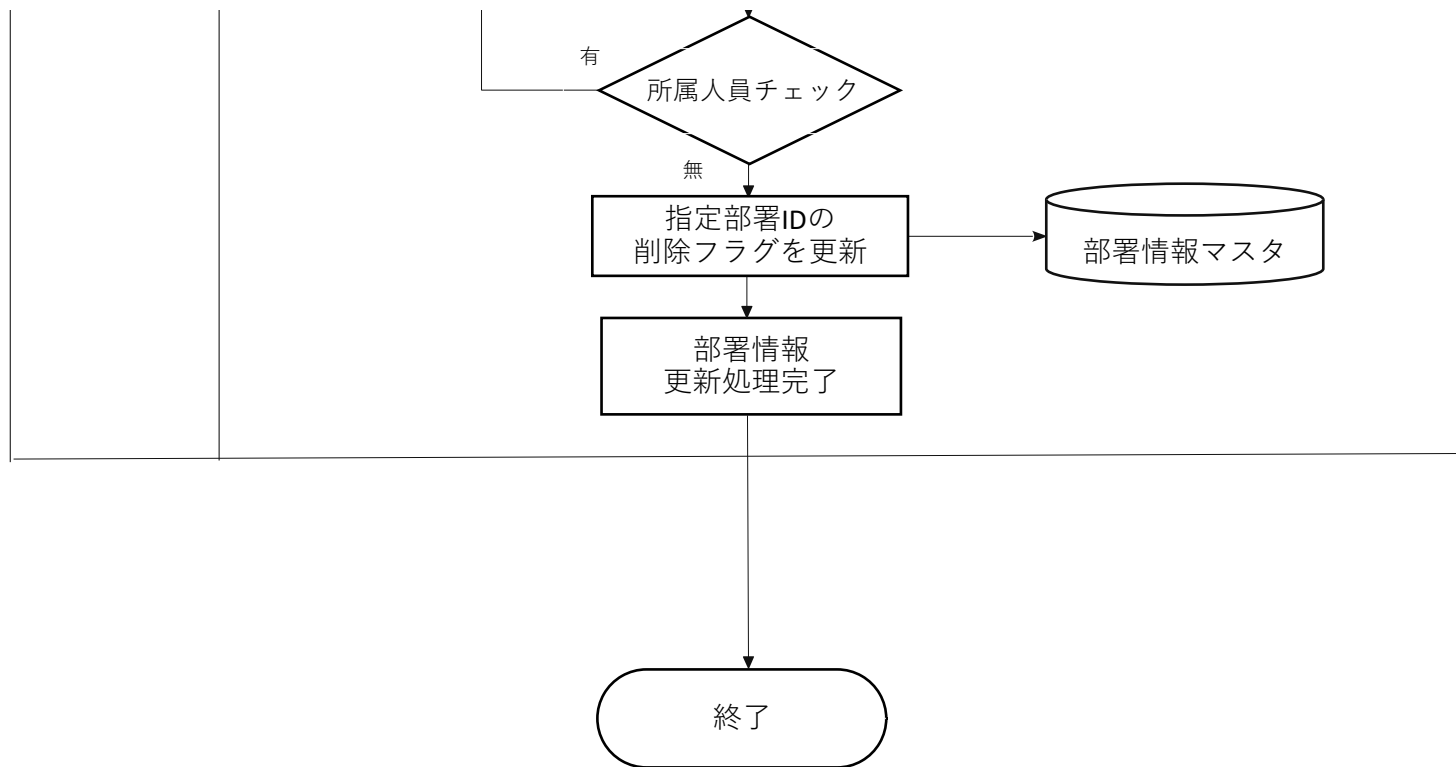 有
所属人員チェック
無
指定部署IDの
削除フラグを更新
部署情報マスタ
部署情報
更新処理完了
終了